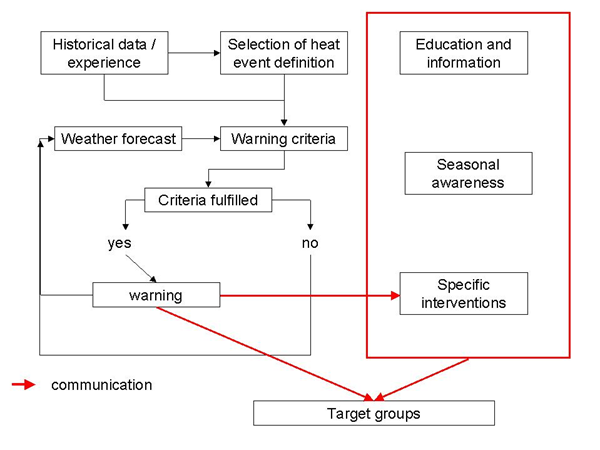 Historical data /
experience
Selection of heat
event definition
Education and
information
Weather forecast
Warning criteria
Seasonal
awareness
Criteria fulfilled
yes
no
warning
Specific
interventions
communication
Target groups